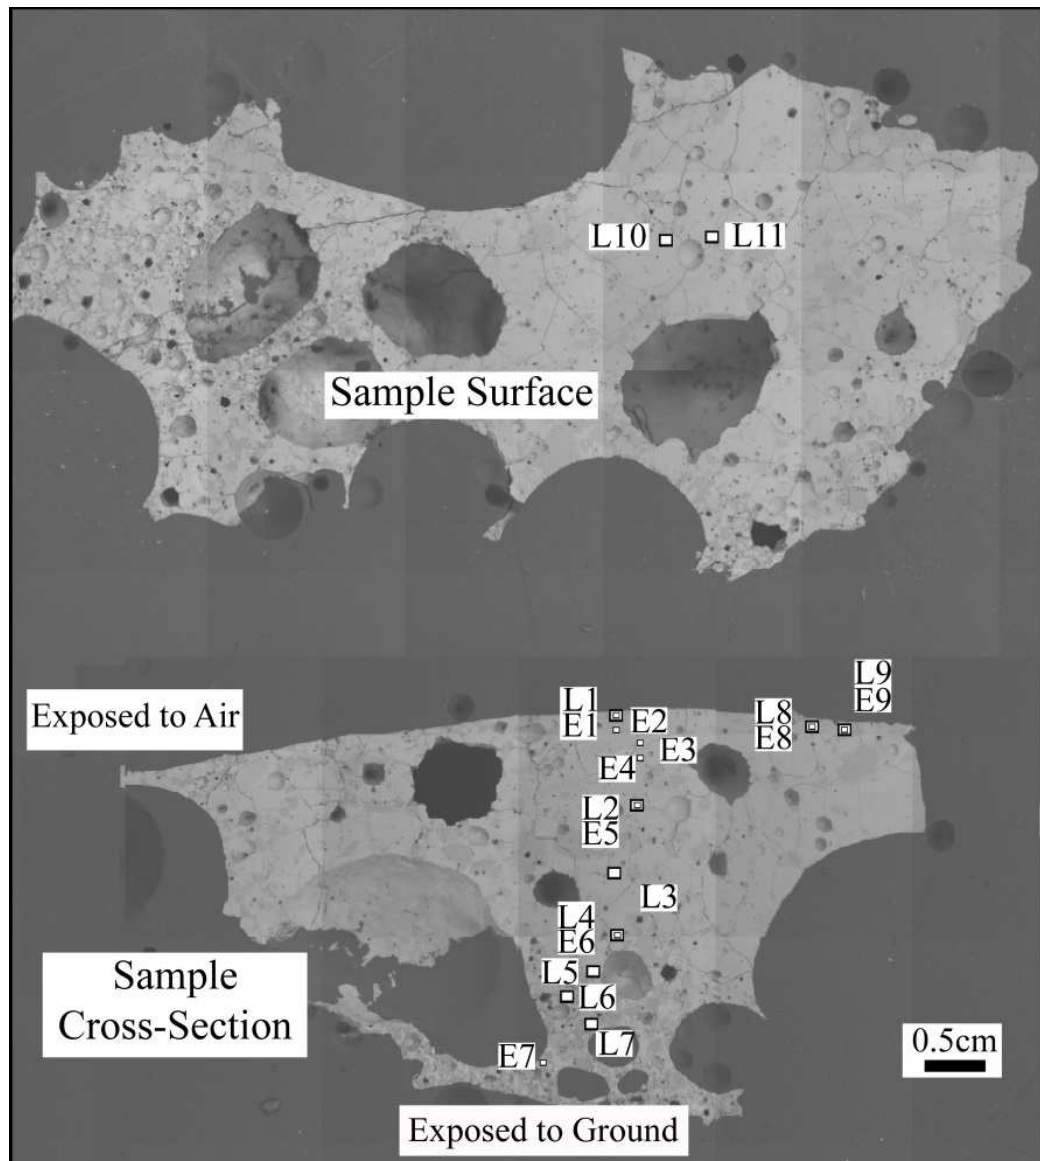 L10
L11
Sample Surface
L9
E9
Exposed to Air
L1
E1
E2
L8
E8
E3
E4
L2
E5
L3
L4
E6
Sample
Cross-Section
L5
L6
L7
E7
0.5cm
Exposed to Ground